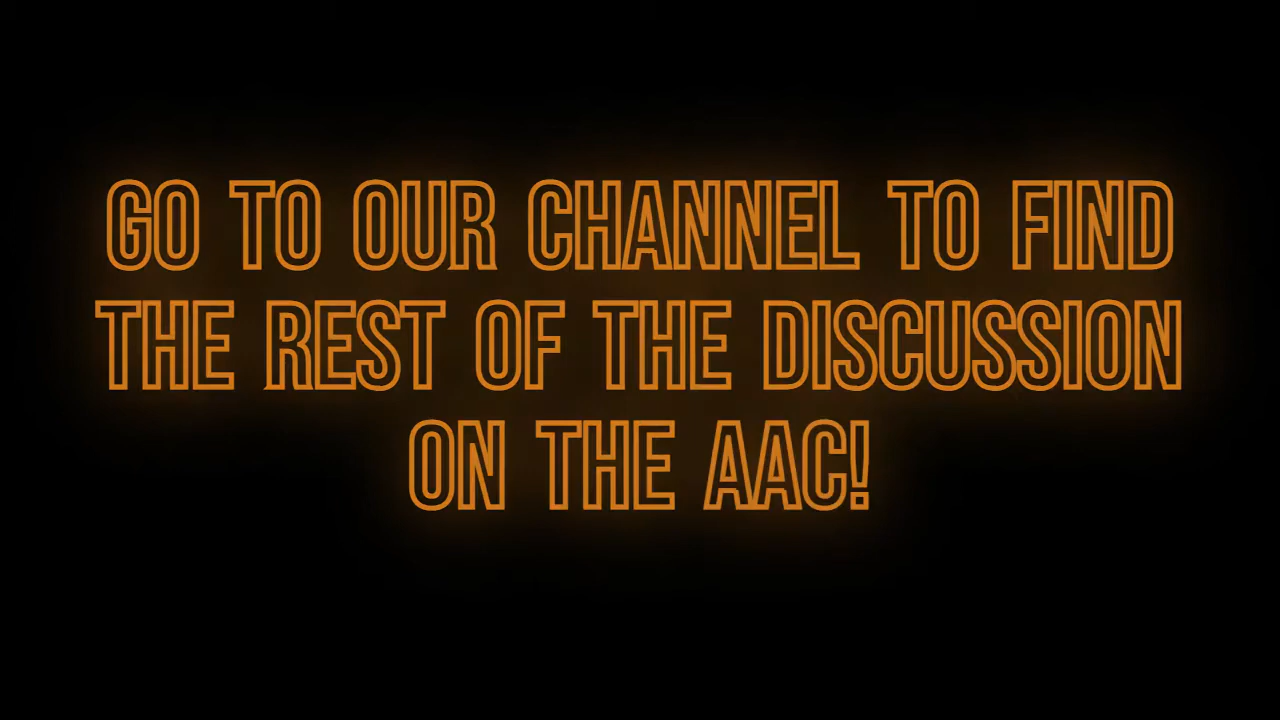 GO TO OUR CHANNEL TO FIND
THE REST OF THE DISCUSSION
ON THE AAC!